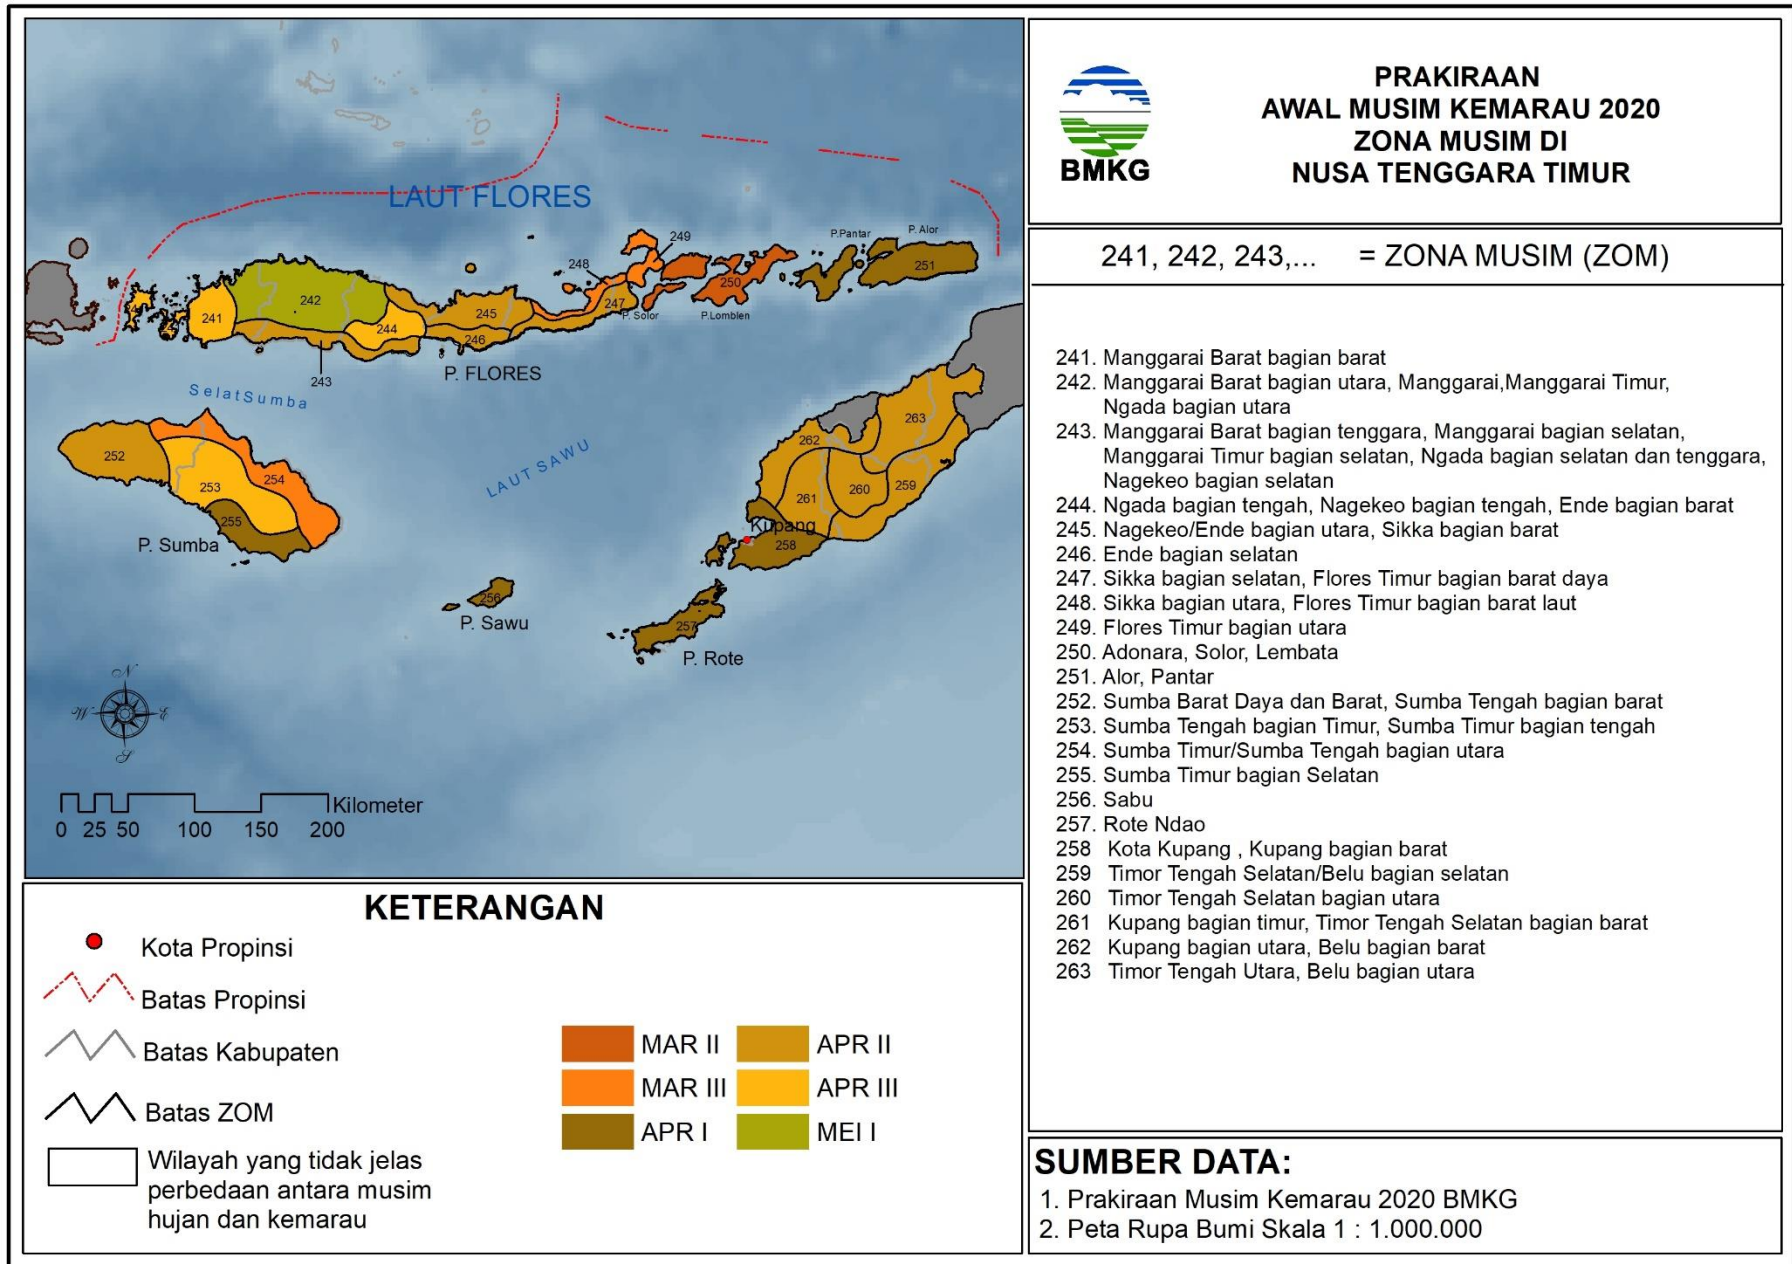 LAUT FLORES
249
P.Pantar
P. Alor
248
251
250
242
247
241
245
P. Solor
P.Lomblen
244
246
P. FLORES
243
SelatSumba
263
262
252
LAUT SAWU
254
259
253
260
261
255
Kupang
P. Sumba
258
256
P. Sawu
257
P. Rote
N
W
E
S
Kilometer
0 25 50 100 150 200
BMKG
PRAKIRAAN
AWAL MUSIM KEMARAU 2020
ZONA MUSIM DI
NUSA TENGGARA TIMUR
241, 242, 243,... = ZONA MUSIM (ZOM)
241. Manggarai Barat bagian barat
242. Manggarai Barat bagian utara, Manggarai,Manggarai Timur,
Ngada bagian utara
243. Manggarai Barat bagian tenggara, Manggarai bagian selatan,
Manggarai Timur bagian selatan, Ngada bagian selatan dan tenggara,
Nagekeo bagian selatan
244. Ngada bagian tengah, Nagekeo bagian tengah, Ende bagian barat
245. Nagekeo/Ende bagian utara, Sikka bagian barat
246. Ende bagian selatan
247. Sikka bagian selatan, Flores Timur bagian barat daya
248. Sikka bagian utara, Flores Timur bagian barat laut
249. Flores Timur bagian utara
250. Adonara, Solor, Lembata
251. Alor, Pantar
252. Sumba Barat Daya dan Barat, Sumba Tengah bagian barat
253. Sumba Tengah bagian Timur, Sumba Timur bagian tengah
254. Sumba Timur/Sumba Tengah bagian utara
255. Sumba Timur bagian Selatan
256. Sabu
257. Rote Ndao
258 Kota Kupang , Kupang bagian barat
259 Timor Tengah Selatan/Belu bagian selatan
260 Timor Tengah Selatan bagian utara
261 Kupang bagian timur, Timor Tengah Selatan bagian barat
262 Kupang bagian utara, Belu bagian barat
263 Timor Tengah Utara, Belu bagian utara
KETERANGAN
Kota Propinsi
Batas Propinsi
Batas Kabupaten
Batas ZOM
Wilayah yang tidak jelas
perbedaan antara musim
hujan dan kemarau
MAR II APR II
MAR III APR III
APR I MEI I
SUMBER DATA:
1. Prakiraan Musim Kemarau 2020 BMKG
2. Peta Rupa Bumi Skala 1 : 1.000.000